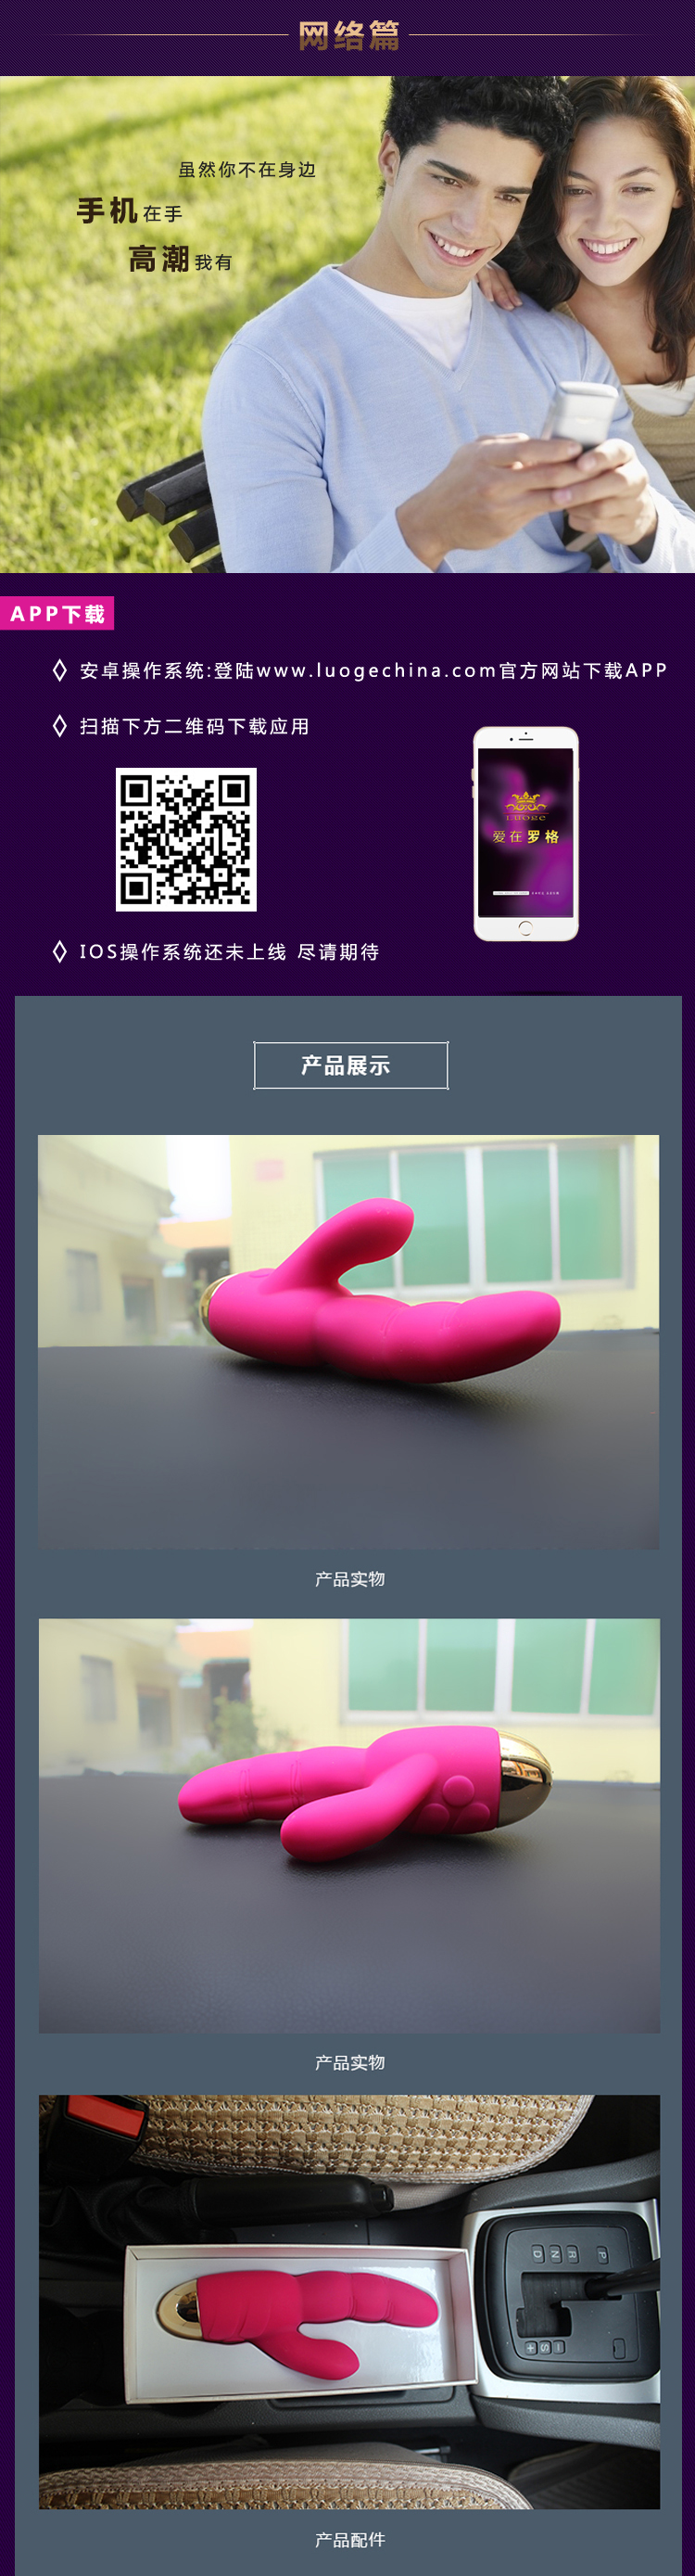 网络篇
虽然你不在身边
手机在手
高潮我有
APP下载
安卓操作系统:登陆www.luogechina.com官方网站下载APP
扫描下方二维码下载应用
LUOGE
爱在罗格
IOS操作系统还未上线 尽请期待
产品展示
产品实物
产品实物
D N R P
+ S -
产品配件